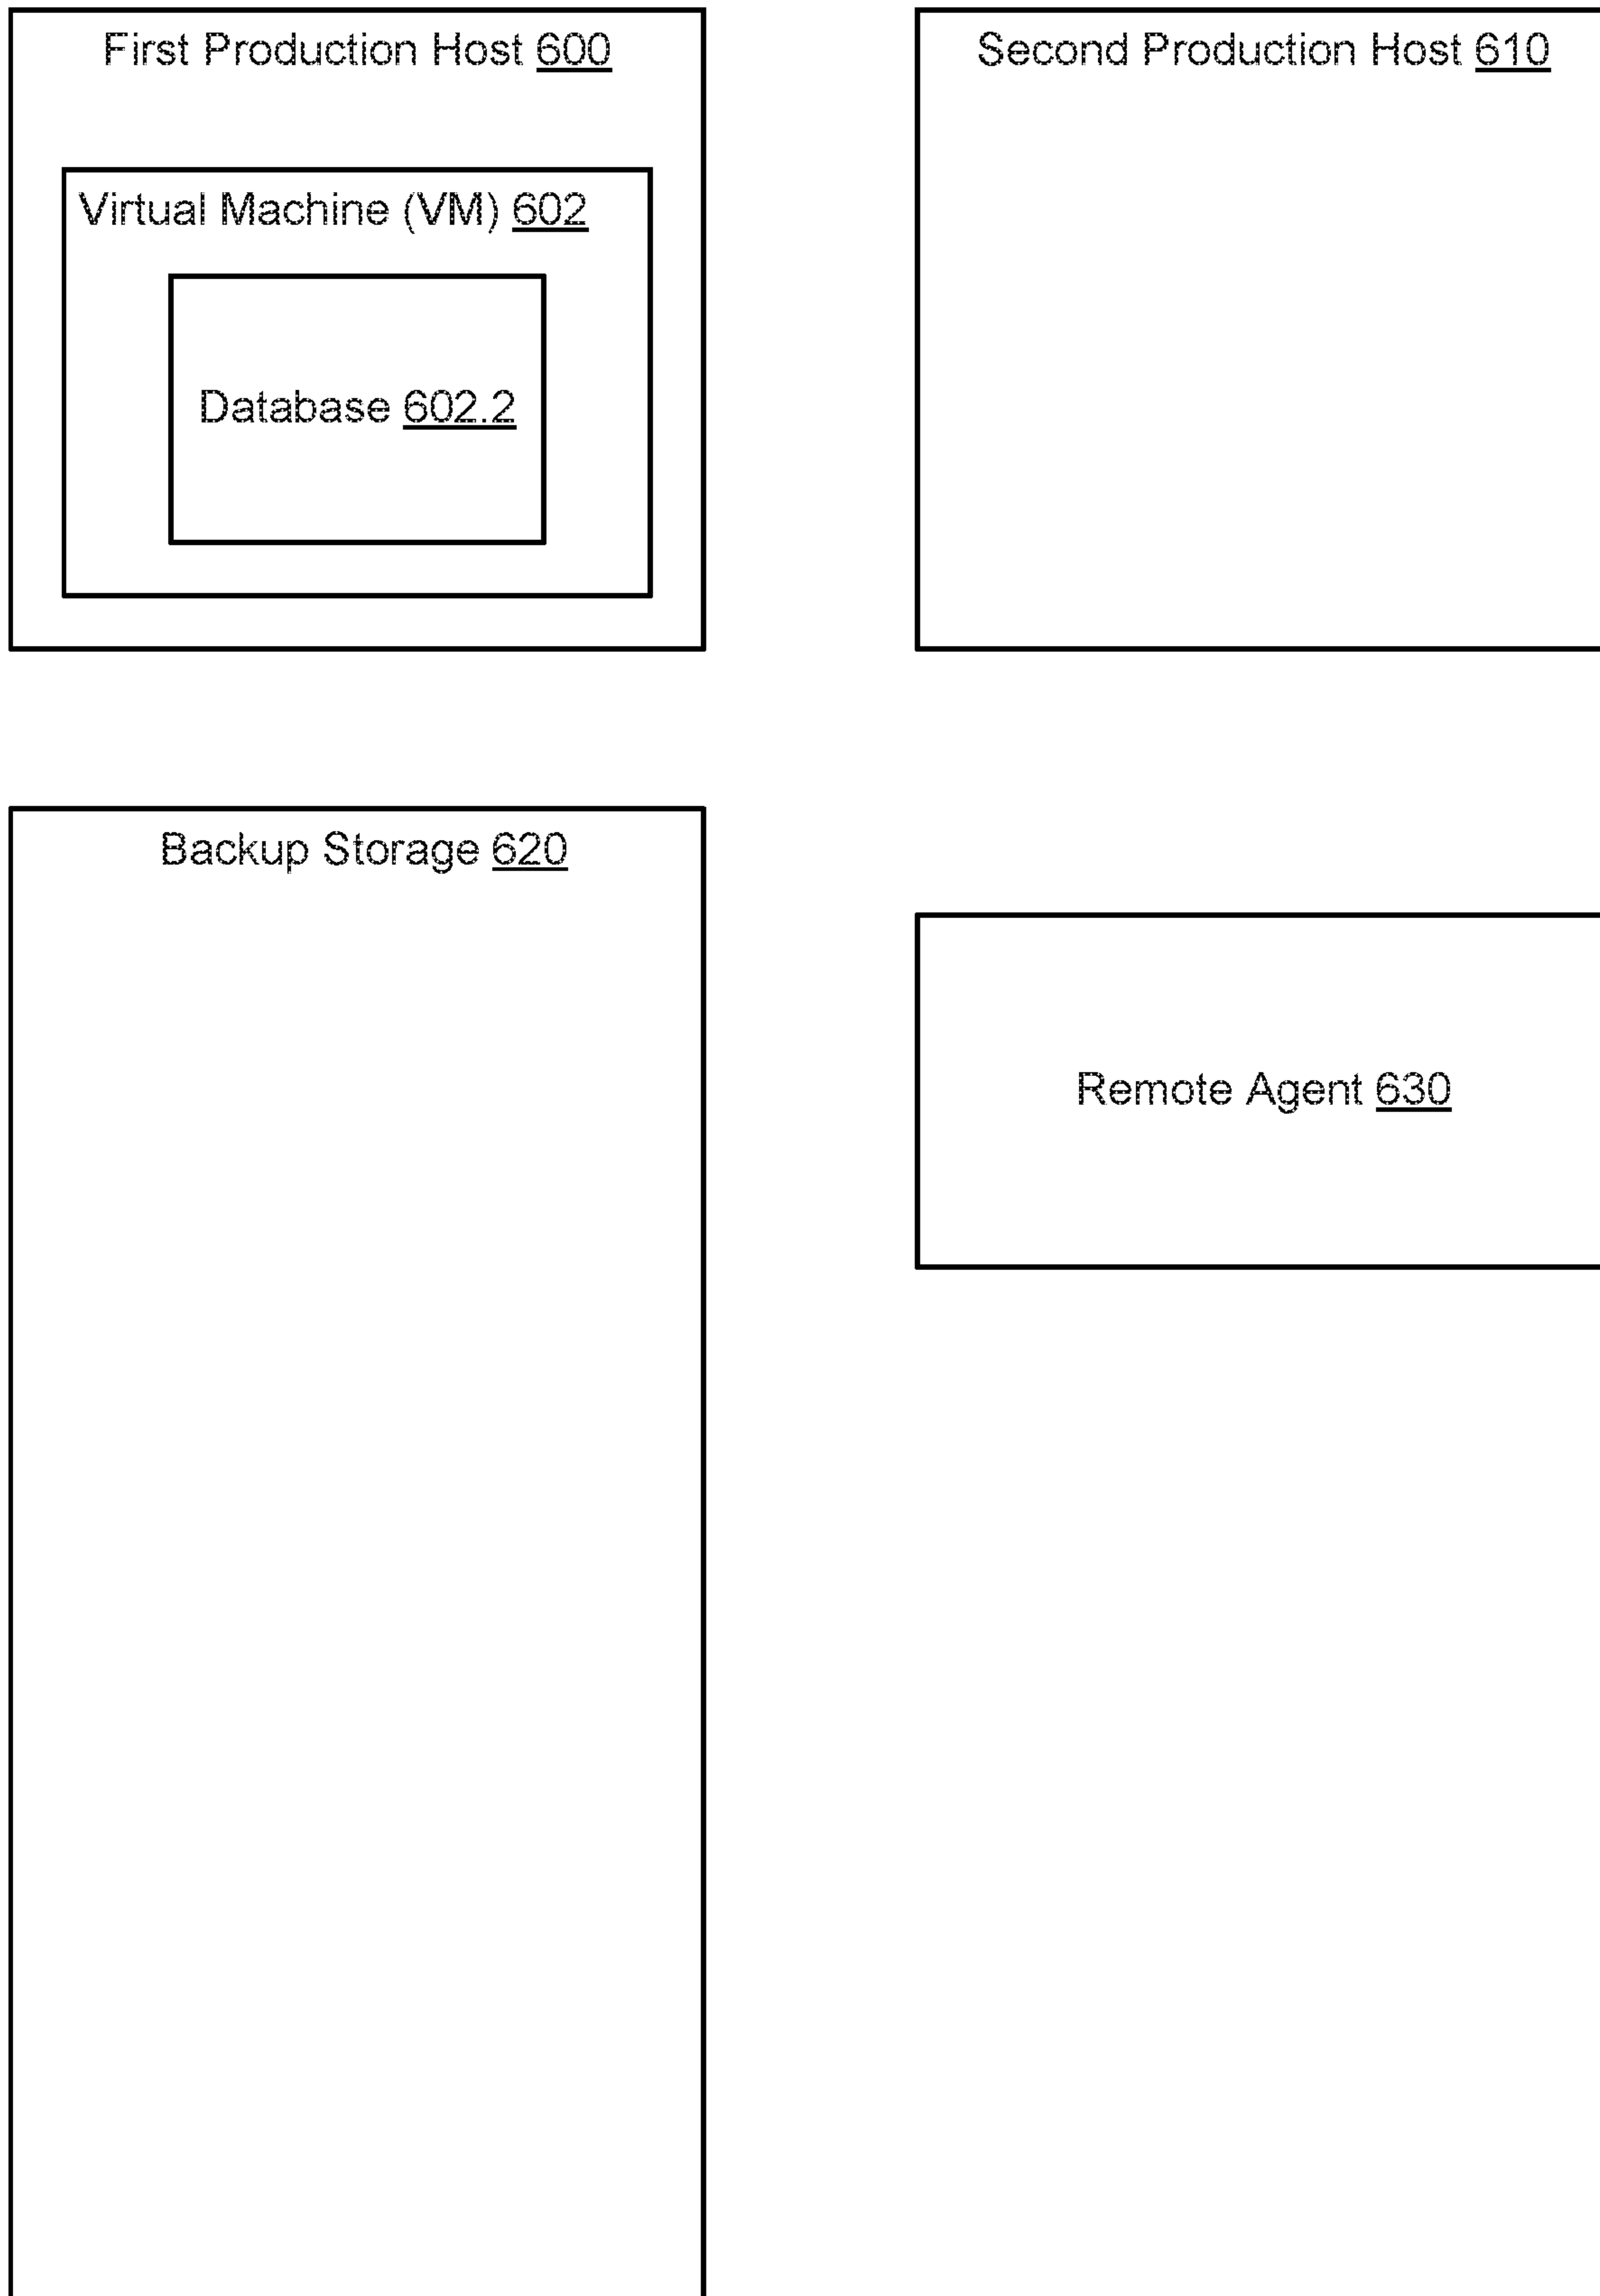 First Production Host 600
Second Production Host 610
Virtual Machine (VM) 602
Database 602.2
Backup Storage 620
Remote Agent 630